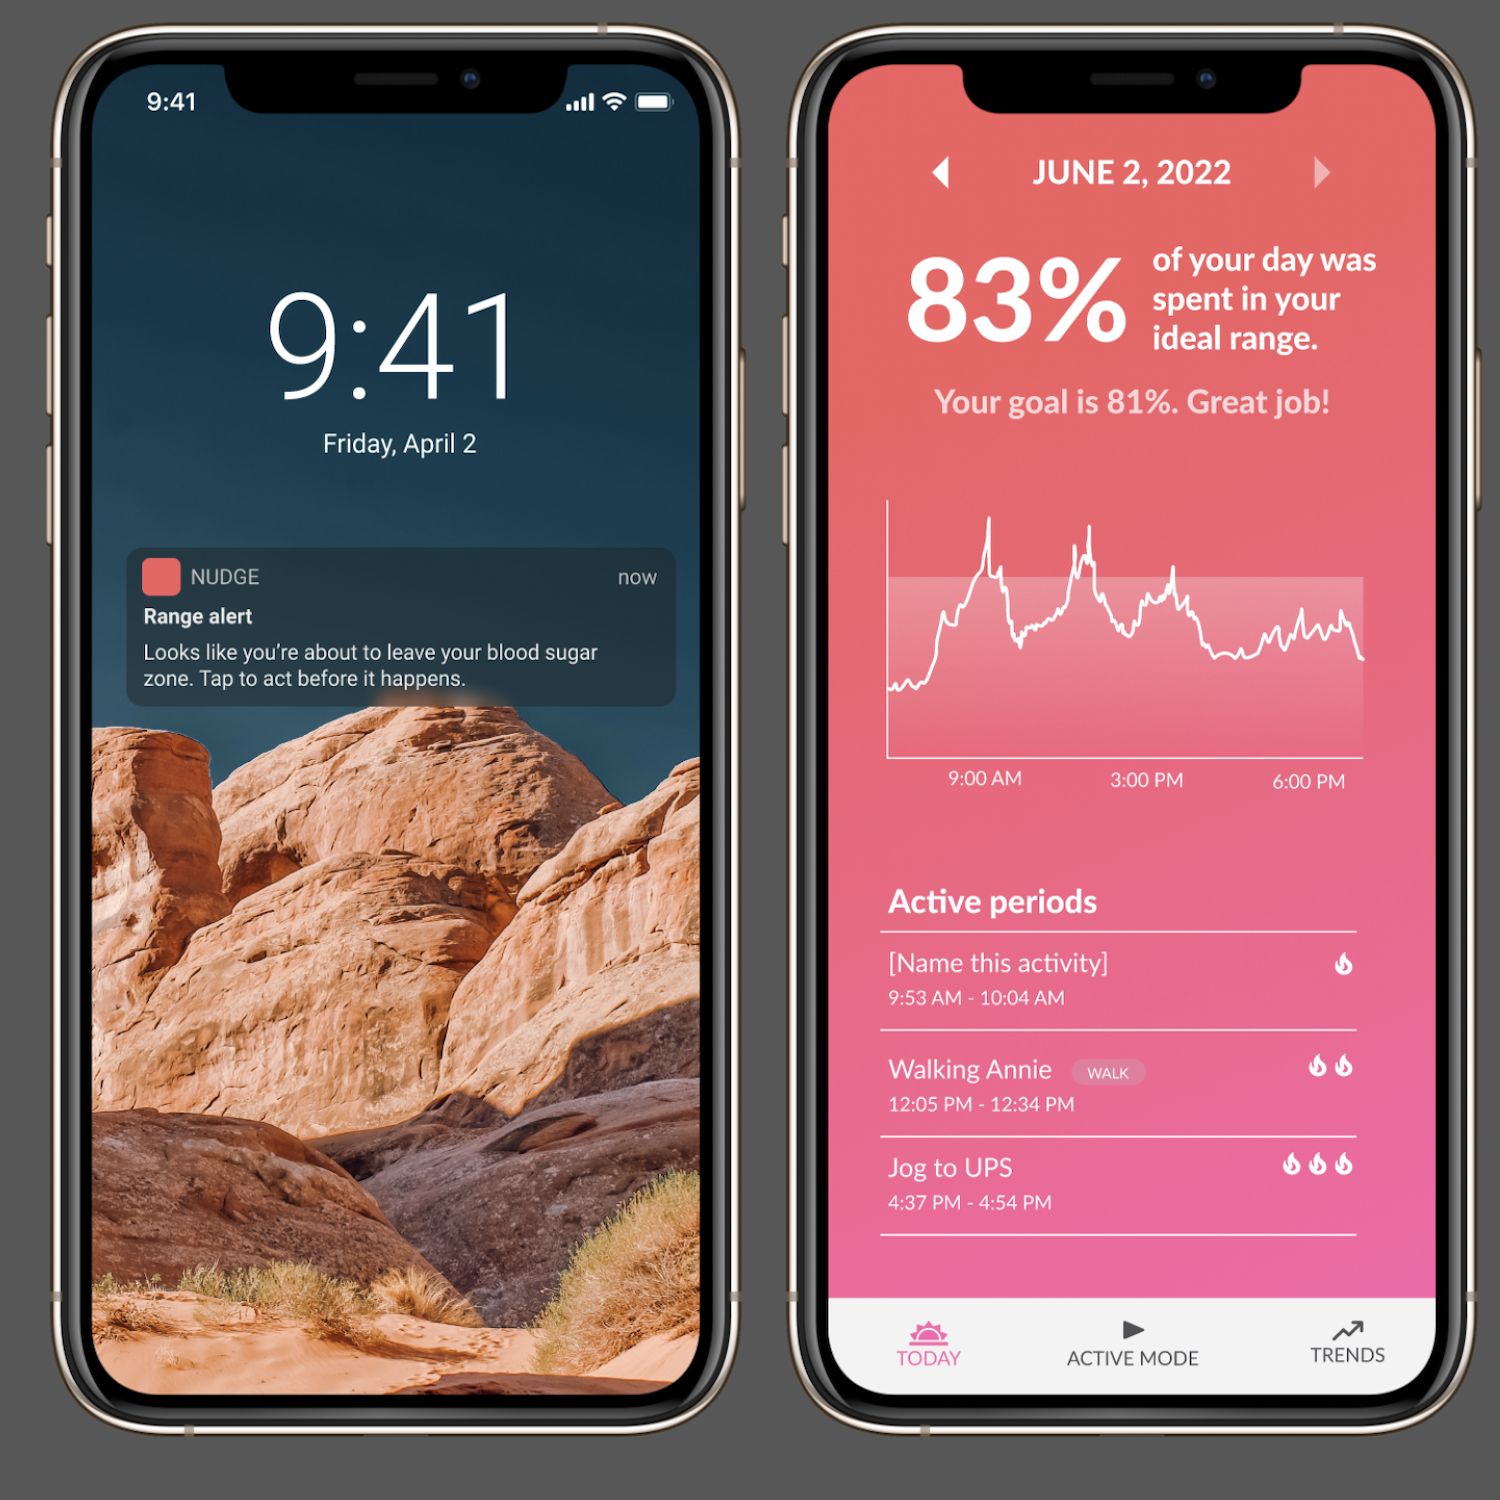 9:41
9:41
Friday, April 2
NUDGE now
Range alert
Looks like you're about to leave your blood sugar
zone. Tap to act before it happens.
JUNE 2, 2022
83%
of your day was
spent in your
ideal range.
Your goal is 81%. Great job!
9:00 AM 3:00 PM 6:00 PM
Active periods
[Name this activity]
9:53 AM - 10:04 AM
Walking Annie WALK
12:05 PM - 12:34 PM
Jog to UPS
4:37 PM - 4:54 PM
TODAY ACTIVE MODE TRENDS